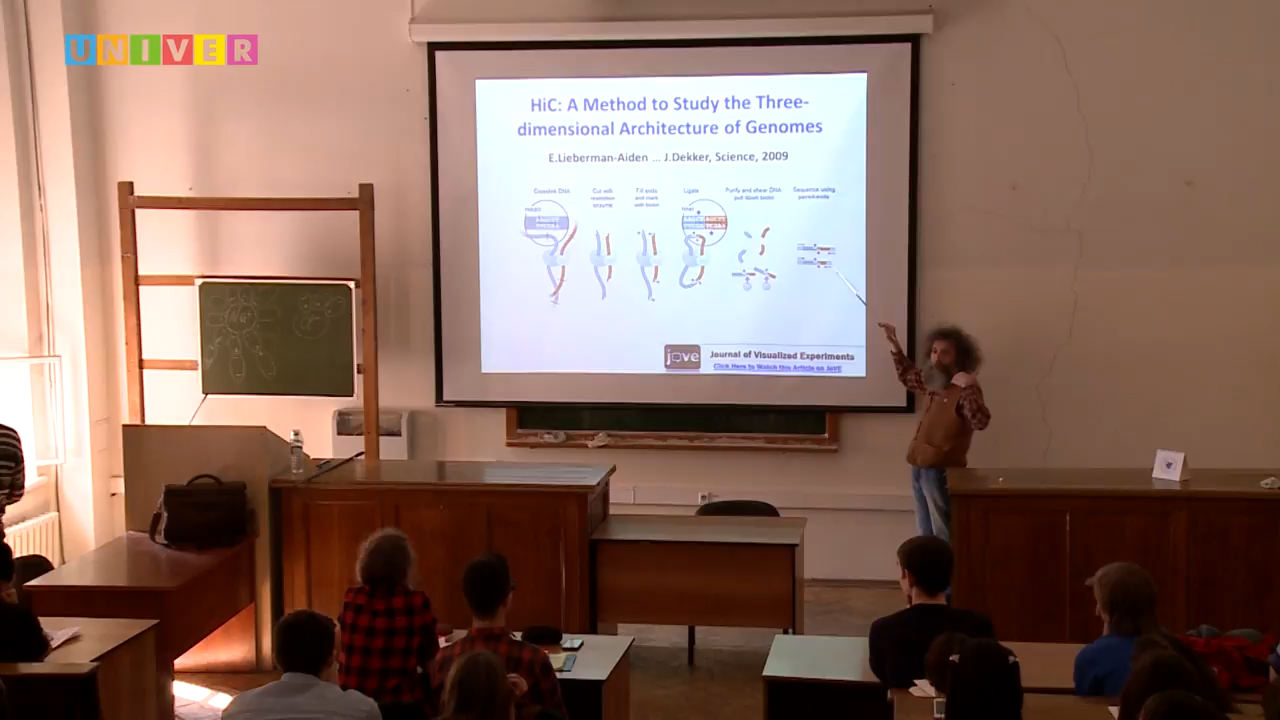 UNIVER
HiC: A Method to Study the Three-
dimensional Architecture of Genomes
E.Lieberman-Aiden ... J.Dekker, Science, 2009
Crosslink DNA
Cut with
restriction
enzyme
Fill ends
and mark
with biotin
Ligate
Purify and shear DNA
pull down biotin
Sequence using
paired-ends
HindIII
jove
Journal of Visualized Experiments
Click Here to Watch this Article on JoVE